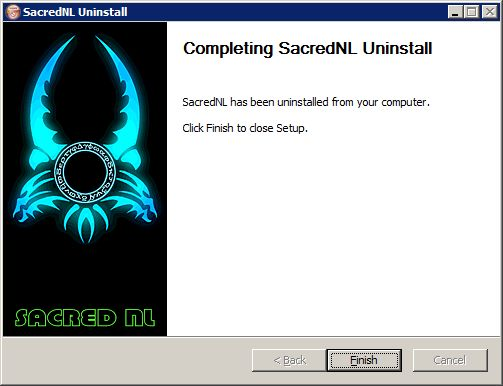 SacredNL Uninstall
Completing SacredNL Uninstall
SacredNL has been uninstalled from your computer.
Click Finish to close Setup.
SACRED NL
< Back
Finish
Cancel